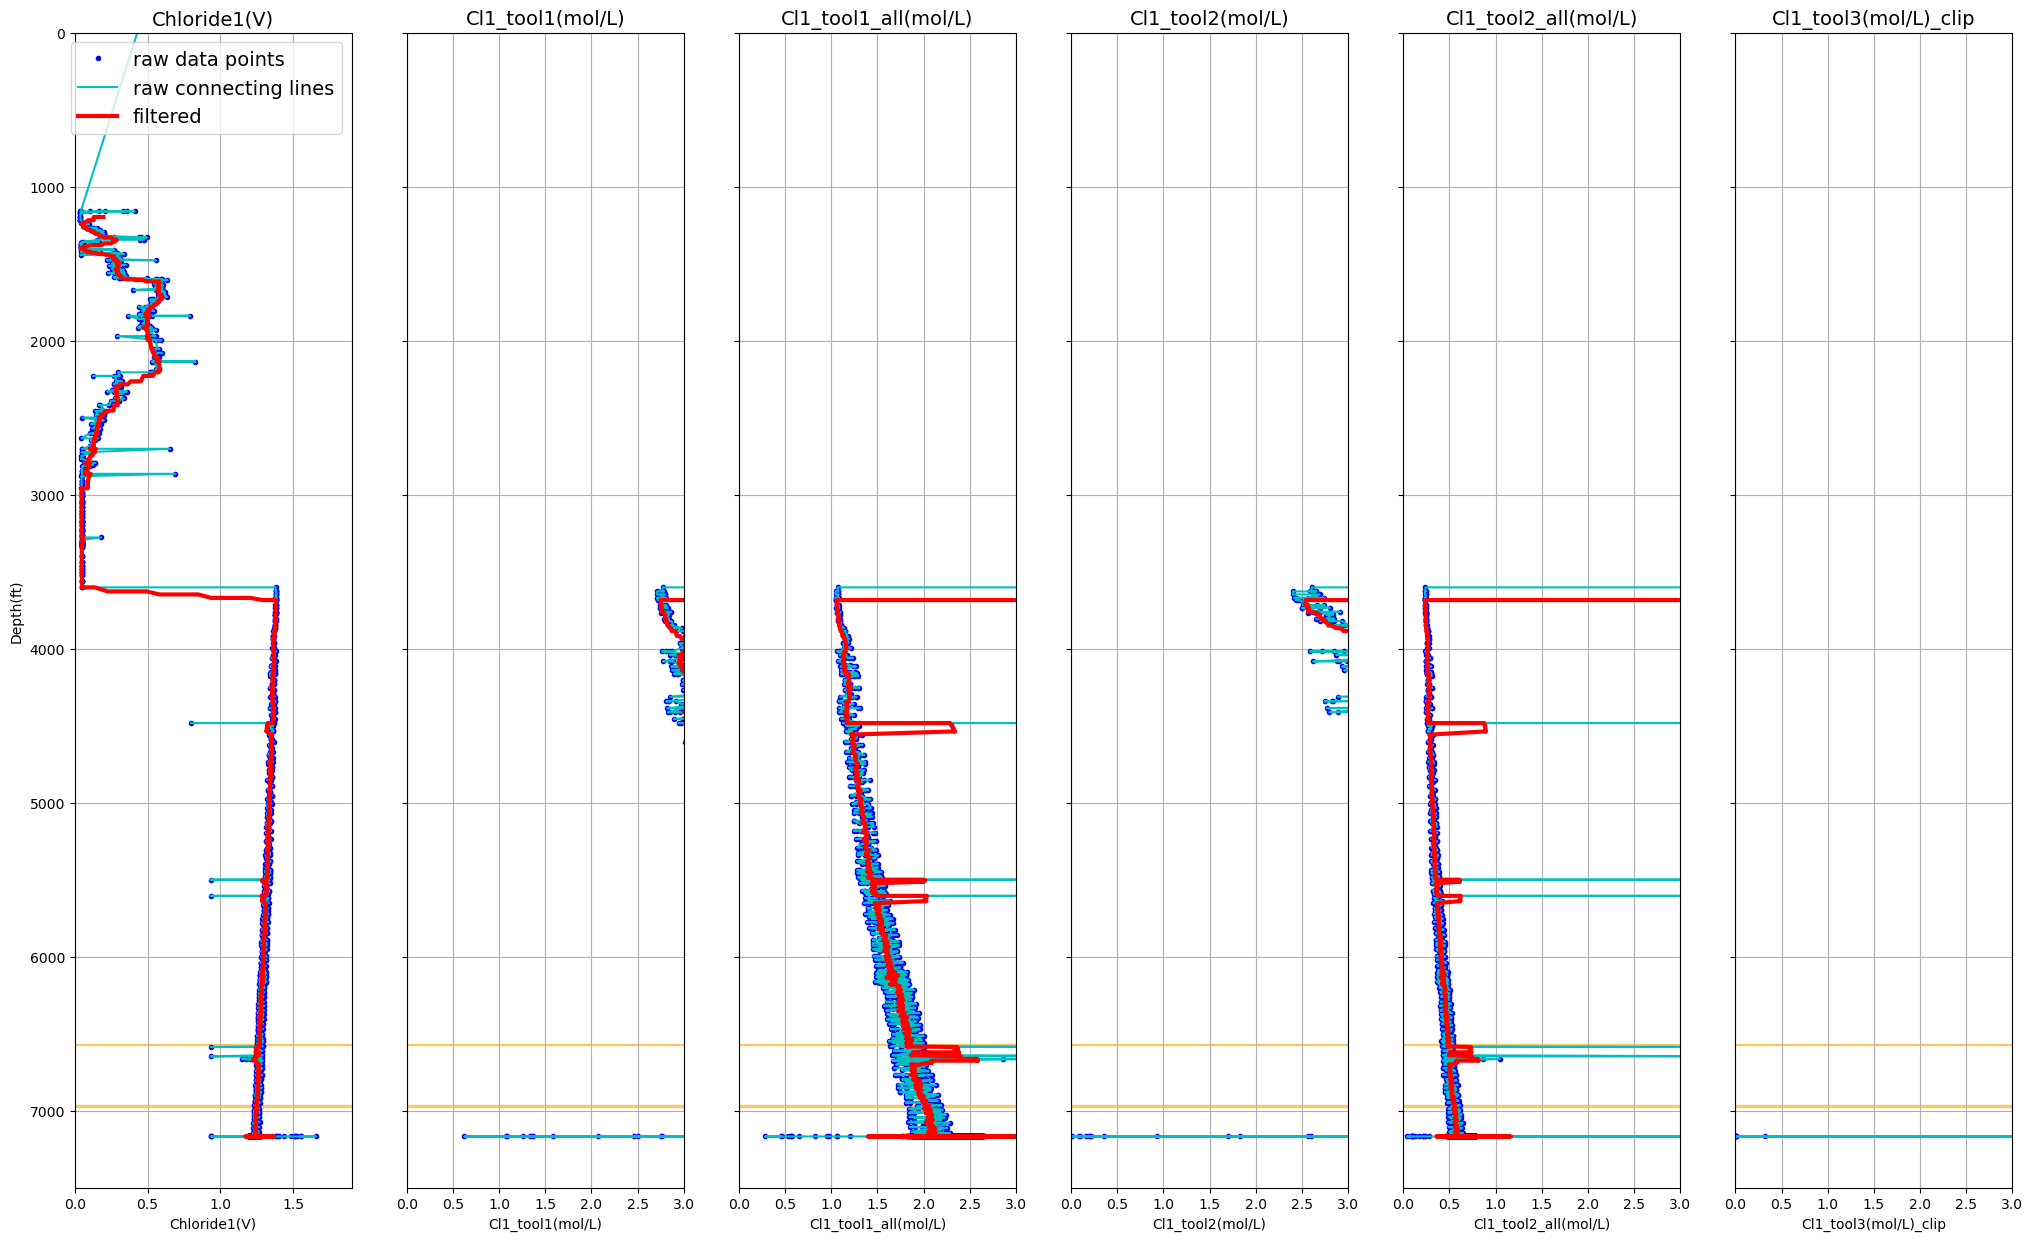 Chloride1(V)
Cl1_tool1(mol/L)
Cl1_tool1_all(mol/L)
Cl1_tool2(mol/L)
Cl1_tool2_all(mol/L)
Cl1_tool3(mol/L)_clip
raw data points
raw connecting lines
filtered
Depth(ft)
0
1000
2000
3000
4000
5000
6000
7000
0.0 0.5 1.0 1.5
0.0 0.5 1.0 1.5 2.0 2.5 3.0
0.0 0.5 1.0 1.5 2.0 2.5 3.0
0.0 0.5 1.0 1.5 2.0 2.5 3.0
0.0 0.5 1.0 1.5 2.0 2.5 3.0
0.0 0.5 1.0 1.5 2.0 2.5 3.0
Chloride1(V)
Cl1_tool1(mol/L)
Cl1_tool1_all(mol/L)
Cl1_tool2(mol/L)
Cl1_tool2_all(mol/L)
Cl1_tool3(mol/L)_clip